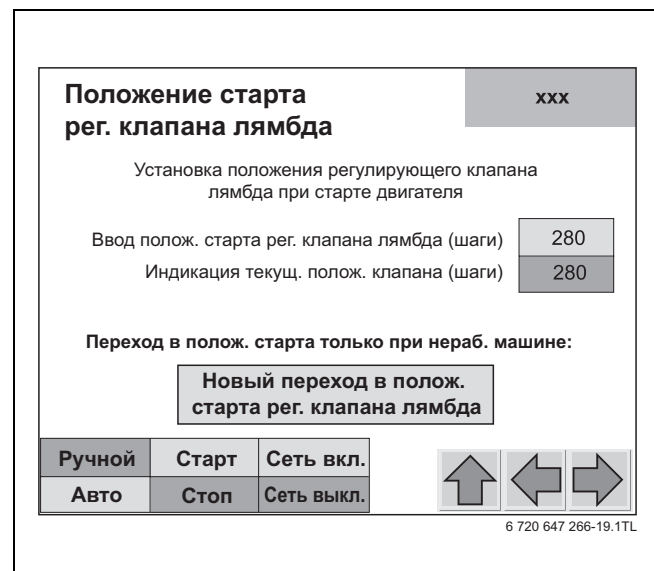 Положение старта
рег. клапана лямбда
xxx
Установка положения регулирующего клапана
лямбда при старте двигателя
Ввод полож. старта рег. клапана лямбда (шаги)
280
Индикация текущ. полож. клапана (шаги)
280
Переход в полож. старта только при нераб. машине:
Новый переход в полож.
старта рег. клапана лямбда
Ручной Старт Сеть вкл.
Авто Стоп Сеть выкл.
6 720 647 266-19.1TL